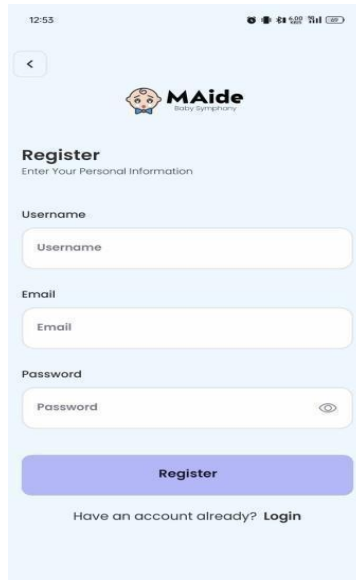 12:53
MAide
Baby Symphony
Register
Enter Your Personal Information
Username
Username
Email
Email
Password
Password
Register
Have an account already? Login